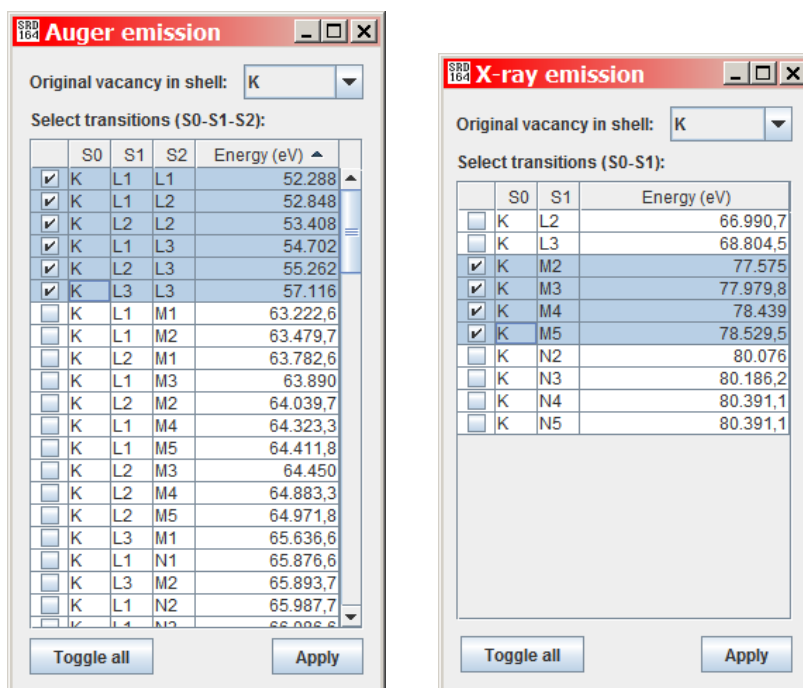 SRD 164 Auger emission
Original vacancy in shell: K
Select transitions (S0-S1-S2):
S0 S1 S2 Energy (eV)
K L1 L1 52.288
K L1 L2 52.848
K L2 L2 53.408
K L1 L3 54.702
K L2 L3 55.262
K L3 L3 57.116
K L1 M1 63.222,6
K L1 M2 63.479,7
K L2 M1 63.782,6
K L1 M3 63.890
K L2 M2 64.039,7
K L1 M4 64.323,3
K L1 M5 64.411,8
K L2 M3 64.450
K L2 M4 64.883,3
K L2 M5 64.971,8
K L3 M1 65.636,6
K L1 N1 65.876,6
K L3 M2 65.893,7
K L1 N2 65.987,7
Toggle all Apply
SRD 164 X-ray emission
Original vacancy in shell: K
Select transitions (S0-S1):
S0 S1 Energy (eV)
K L2 66.990,7
K L3 68.804,5
K M2 77.575
K M3 77.979,8
K M4 78.439
K M5 78.529,5
K N2 80.076
K N3 80.186,2
K N4 80.391,1
K N5 80.391,1
Toggle all Apply